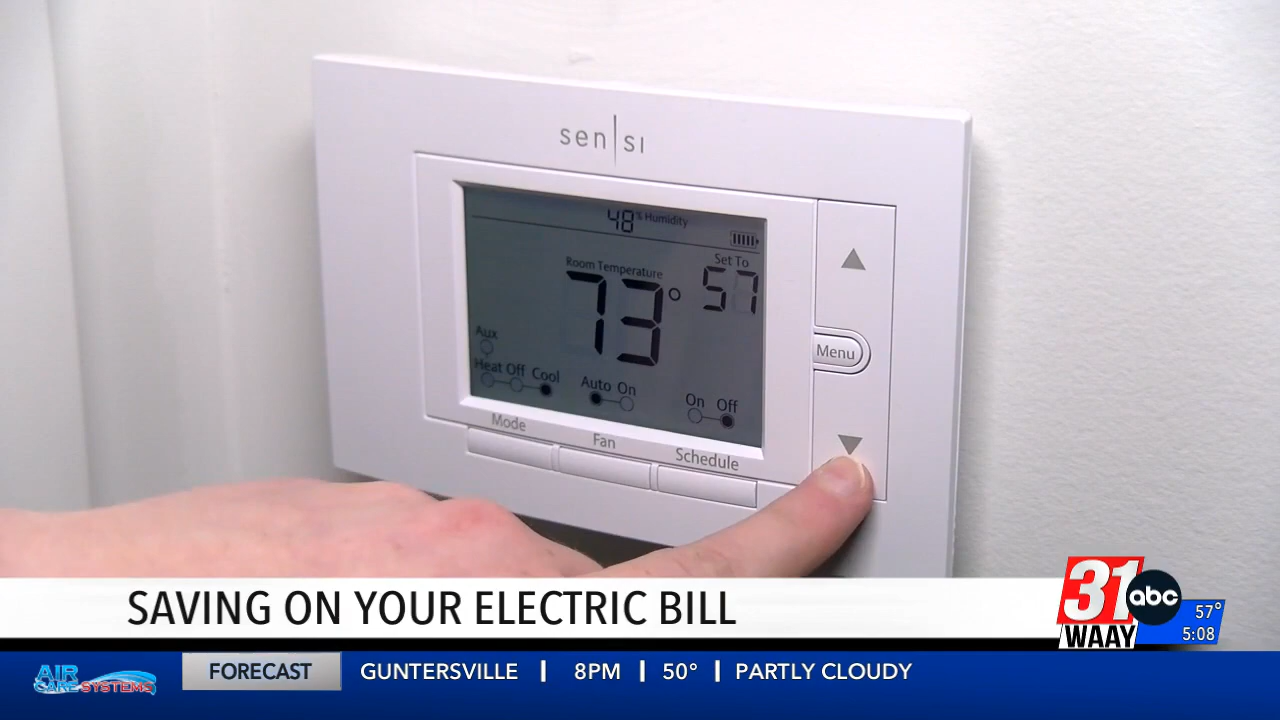 sen|si
48 % Humidity
Room Temperature
73°
Set To
57
Aux
Heat Off Cool
Auto On
On Off
Menu
Mode
Fan
Schedule
SAVING ON YOUR ELECTRIC BILL
31
WAAY
abc
57°
5:08
AIR
CARE SYSTEMS
FORECAST
GUNTERSVILLE | 8PM | 50° | PARTLY CLOUDY